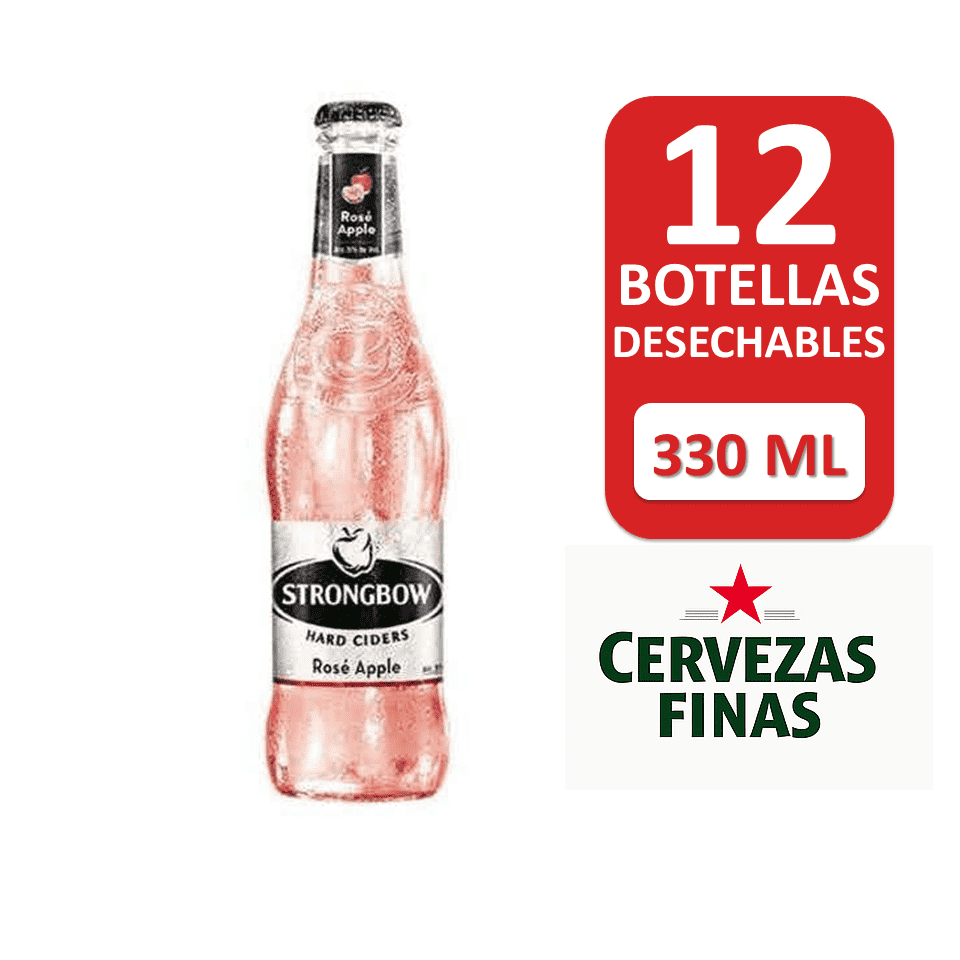 Rosé
Apple
STRONGBOW
HARD CIDERS
Rosé Apple
12
BOTELLAS
DESECHABLES
330 ML
CERVEZAS
FINAS